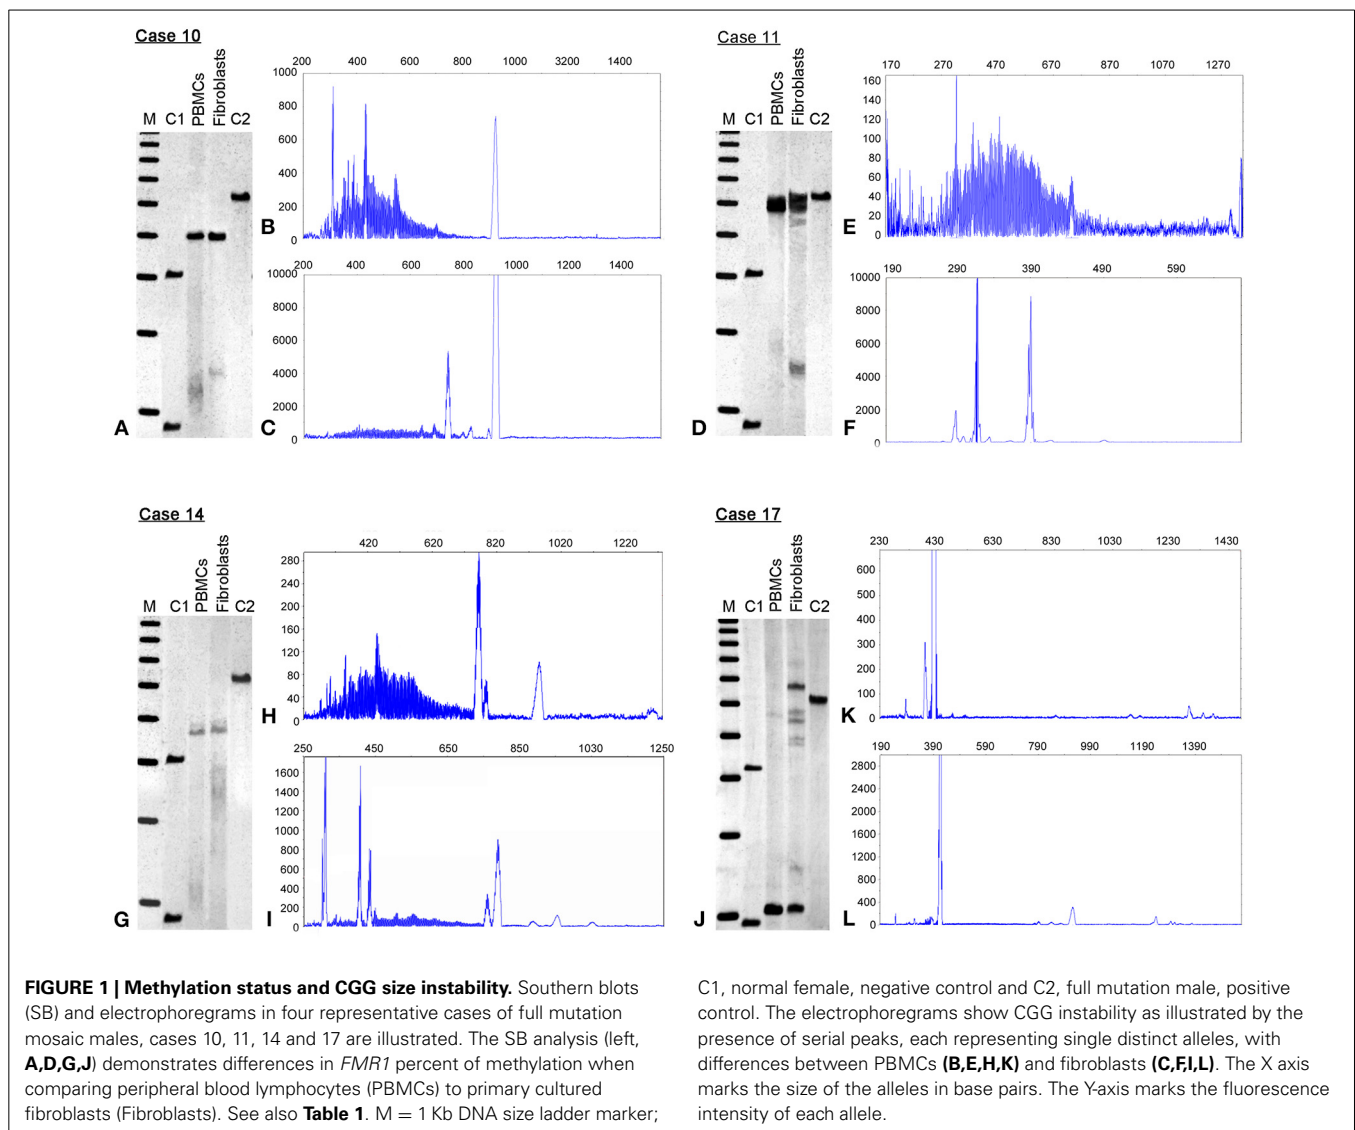 Case 10
M C1 PBMCs Fibroblasts C2
A
200 400 600 800 1000 3200 1400
1000
800
600
400
200
0
B
200 400 600 800 1000 1200 1400
10000
8000
6000
4000
2000
0
C
Case 11
M C1 PBMCs Fibroblasts C2
D
170 270 470 670 870 1070 1270
160
140
120
100
80
60
40
20
0
E
190 290 390 490 590
10000
8000
6000
4000
2000
0
F
Case 14
M C1 PBMCs Fibroblasts C2
G
420 620 820 1020 1220
280
240
200
160
120
80
40
0
H
250 450 650 850 1030 1250
1600
1400
1200
1000
800
600
400
200
0
I
Case 17
M C1 PBMCs Fibroblasts C2
J
230 430 630 830 1030 1230 1430
600
500
400
300
200
100
0
K
190 390 590 790 990 1190 1390
2800
2400
2000
1600
1200
800
400
0
L
FIGURE 1 | Methylation status and CGG size instability. Southern blots
(SB) and electrophoregrams in four representative cases of full mutation
mosaic males, cases 10, 11, 14 and 17 are illustrated. The SB analysis (left,
A,D,G,J) demonstrates differences in FMR1 percent of methylation when
comparing peripheral blood lymphocytes (PBMCs) to primary cultured
fibroblasts (Fibroblasts). See also Table 1. M = 1 Kb DNA size ladder marker;
C1, normal female, negative control and C2, full mutation male, positive
control. The electropregrams show CGG instability as illustrated by the
presence of serial peaks, each representing single distinct alleles, with
differences between PBMCs (B,E,H,K) and fibroblasts (C,F,I,L). The X axis
marks the size of the alleles in base pairs. The Y-axis marks the fluorescence
intensity of each allele.